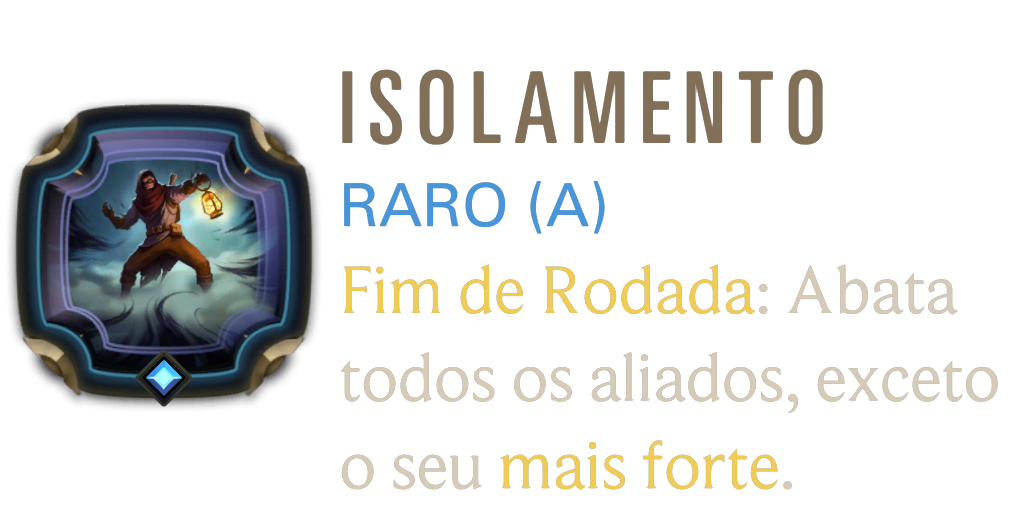 ISOLAMENTO
RARO (A)
Fim de Rodada: Abata
todos os aliados, exceto
o seu mais forte.